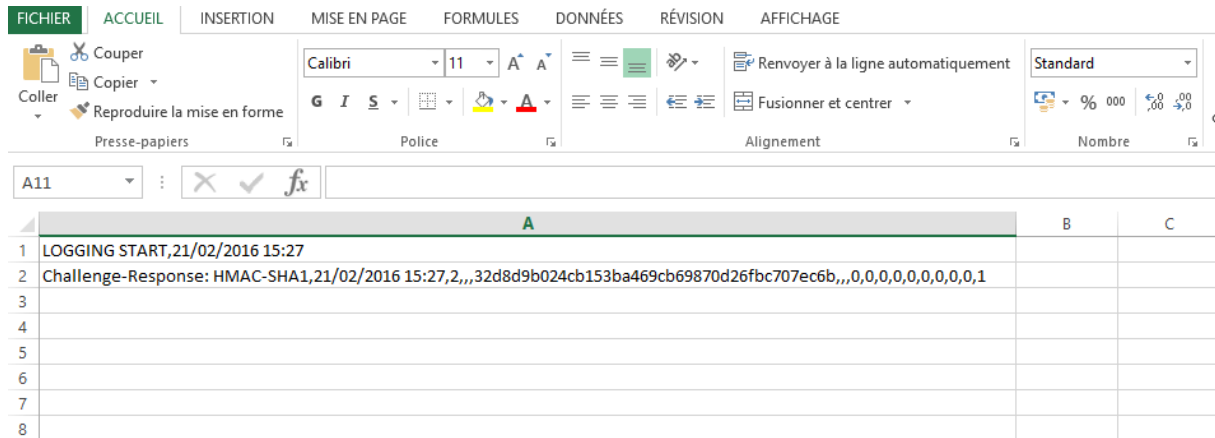 FICHIER ACCUEIL INSERTION MISE EN PAGE FORMULES DONNÉES RÉVISION AFFICHAGE
Couper
Calibri 11 A A Renvoyer à la ligne automatiquement Standard
Copier
Coller
Reproduire la mise en forme G I S A Fusionner et centrer % 000 ,00 ,0
Presse-papiers Police Alignement Nombre
A11 fx
A B C
1 LOGGING START,21/02/2016 15:27
2 Challenge-Response: HMAC-SHA1,21/02/2016 15:27,2,,,32d8d9b024cb153ba469cb69870d26fbc707ec6b,,,0,0,0,0,0,0,0,0,0,1
3
4
5
6
7
8